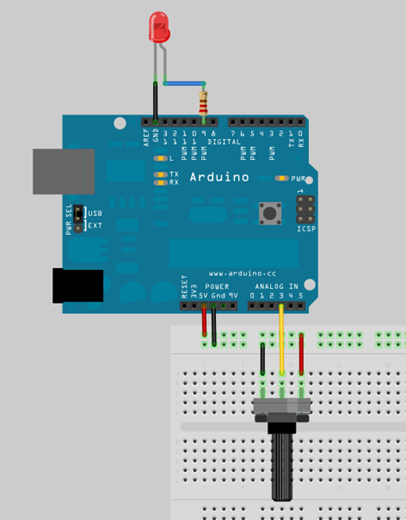 AREF
GND
13
12
11
10
9
8
7
6
5
4
3
2
1
0
PWM
PWM
PWM
PWM
PWM
PWM
TX
RX
DIGITAL
L
TX
RX
Arduino
PWR
1
PWR SEL
USB
EXT
ICSP
www.arduino.cc
RESET
3V3
POWER
5V Gnd 9V
ANALOG IN
0 1 2 3 4 5